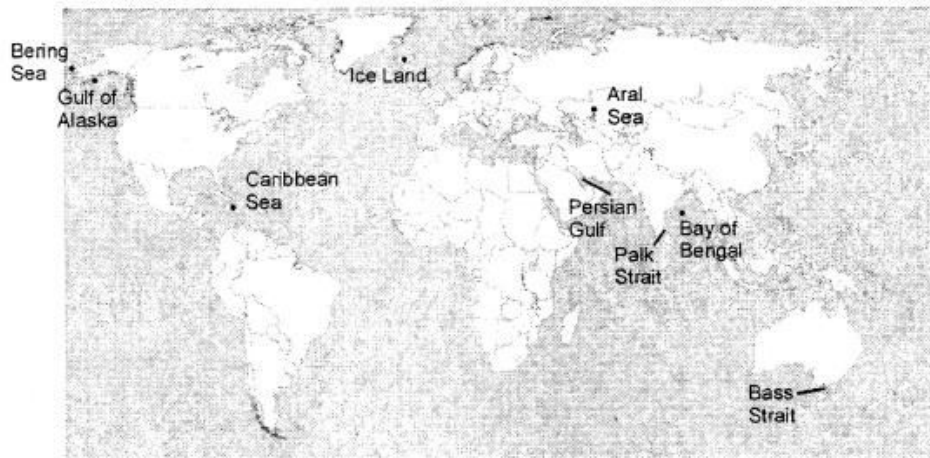 Bering
Sea
Gulf of
Alaska
Ice Land
Aral
Sea
Caribbean
Sea
Persian
Gulf
Palk
Strait
Bay of
Bengal
Bass
Strait